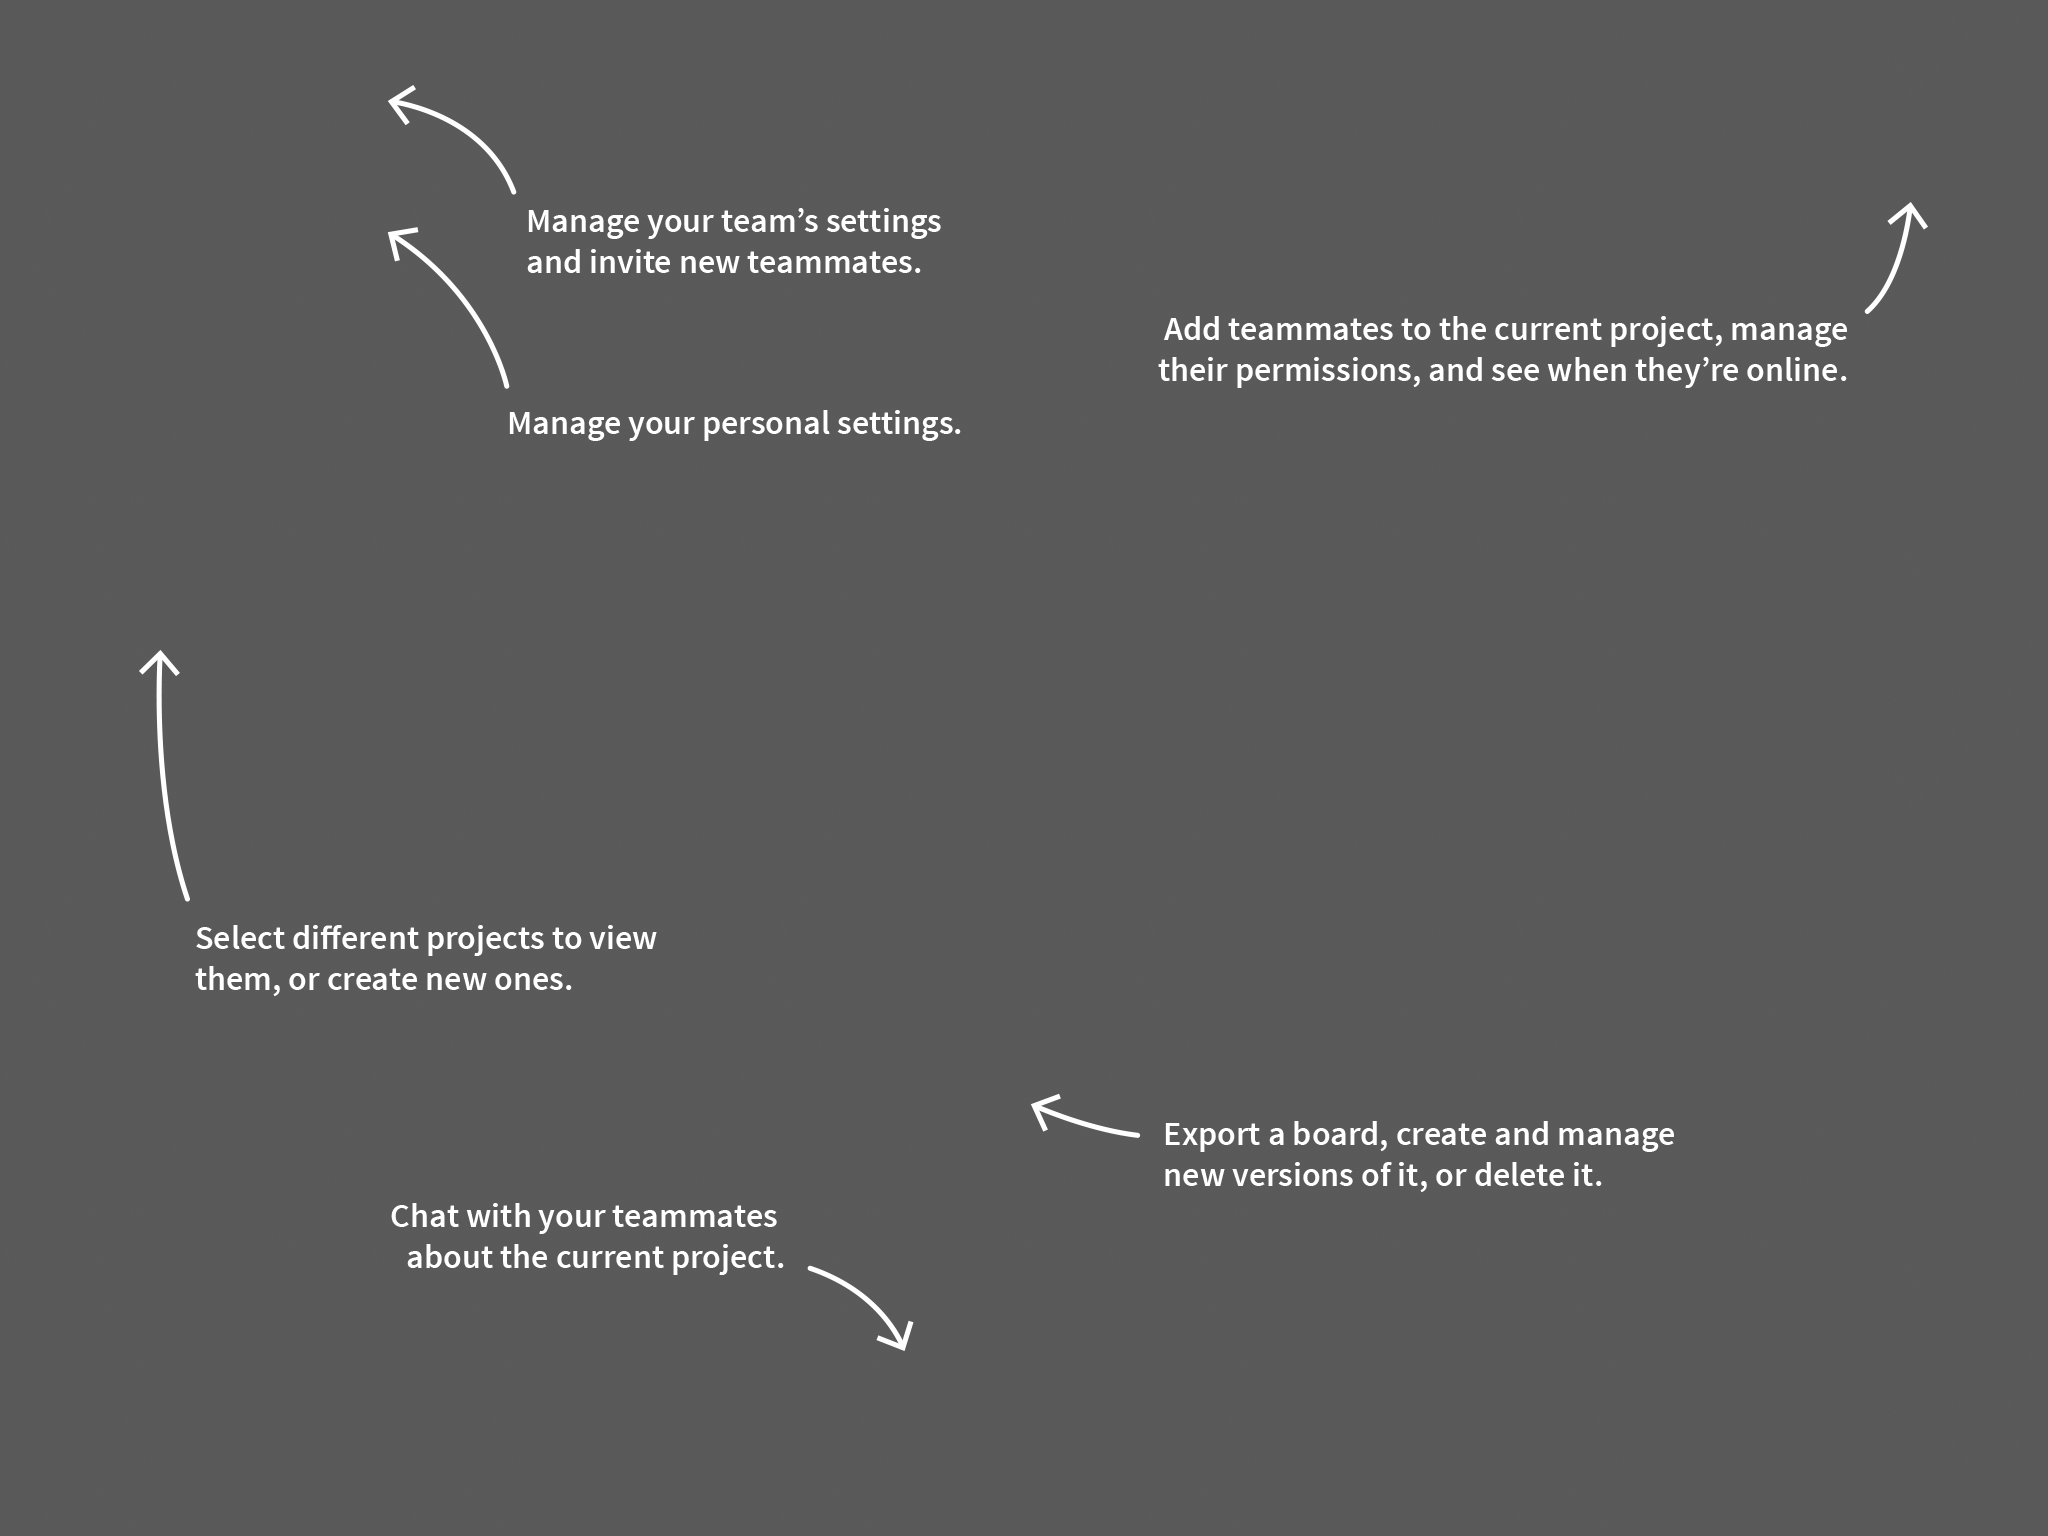 Manage your team’s settings
and invite new teammates.
Add teammates to the current project, manage
their permissions, and see when they’re online.
Manage your personal settings.
Select different projects to view
them, or create new ones.
Export a board, create and manage
new versions of it, or delete it.
Chat with your teammates
about the current project.